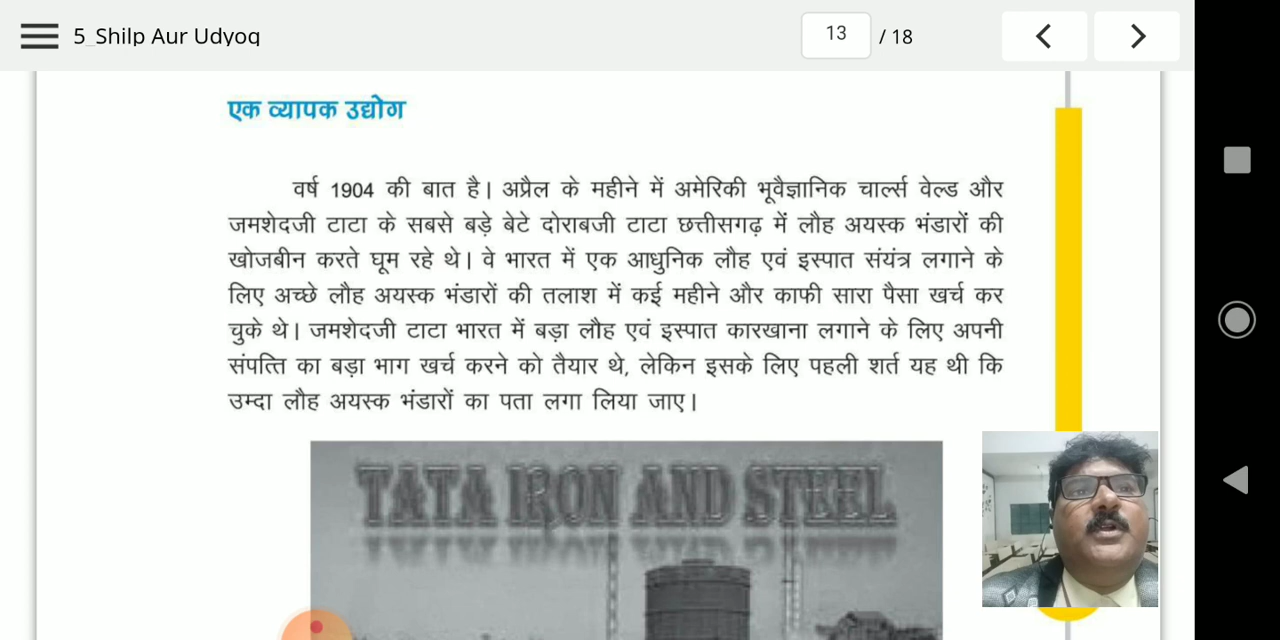 5_Shilp Aur Udyog
13 / 18
एक व्यापक उद्योग
वर्ष 1904 की बात है। अप्रैल के महीने में अमेरिकी भूवैज्ञानिक चार्ल्स वेल्ड और
जमशेदजी टाटा के सबसे बड़े बेटे दोराबजी टाटा छत्तीसगढ़ में लौह अयस्क भंडारों की
खोजबीन करते घूम रहे थे। वे भारत में एक आधुनिक लौह एवं इस्पात संयंत्र लगाने के
लिए अच्छे लौह अयस्क भंडारों की तलाश में कई महीने और काफी सारा पैसा खर्च कर
चुके थे। जमशेदजी टाटा भारत में बड़ा लौह एवं इस्पात कारखाना लगाने के लिए अपनी
संपत्ति का बड़ा भाग खर्च करने को तैयार थे, लेकिन इसके लिए पहली शर्त यह थी कि
उम्दा लौह अयस्क भंडारों का पता लगा लिया जाए।
TATA IRON AND STEEL